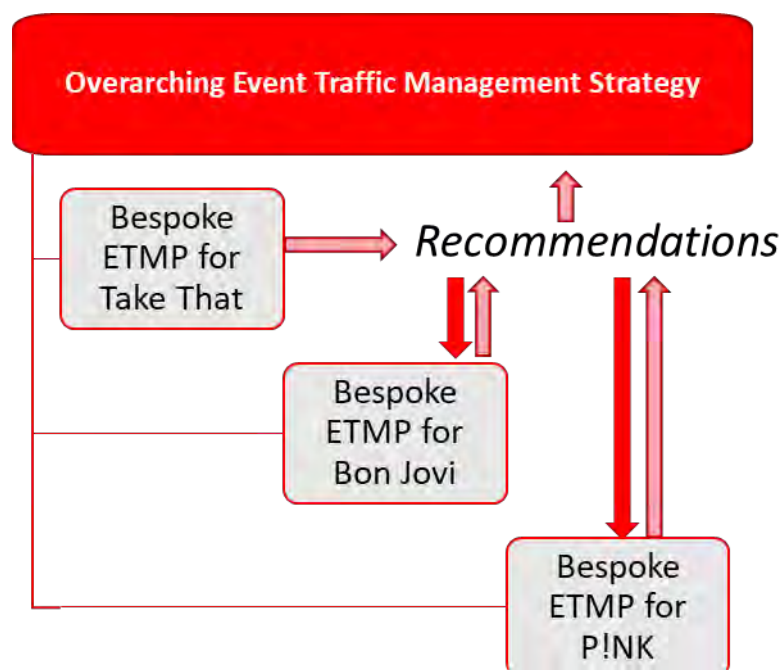 Overarching Event Traffic Management Strategy
Bespoke
ETMP for
Take That
Recommendations
Bespoke
ETMP for
Bon Jovi
Bespoke
ETMP for
P!NK